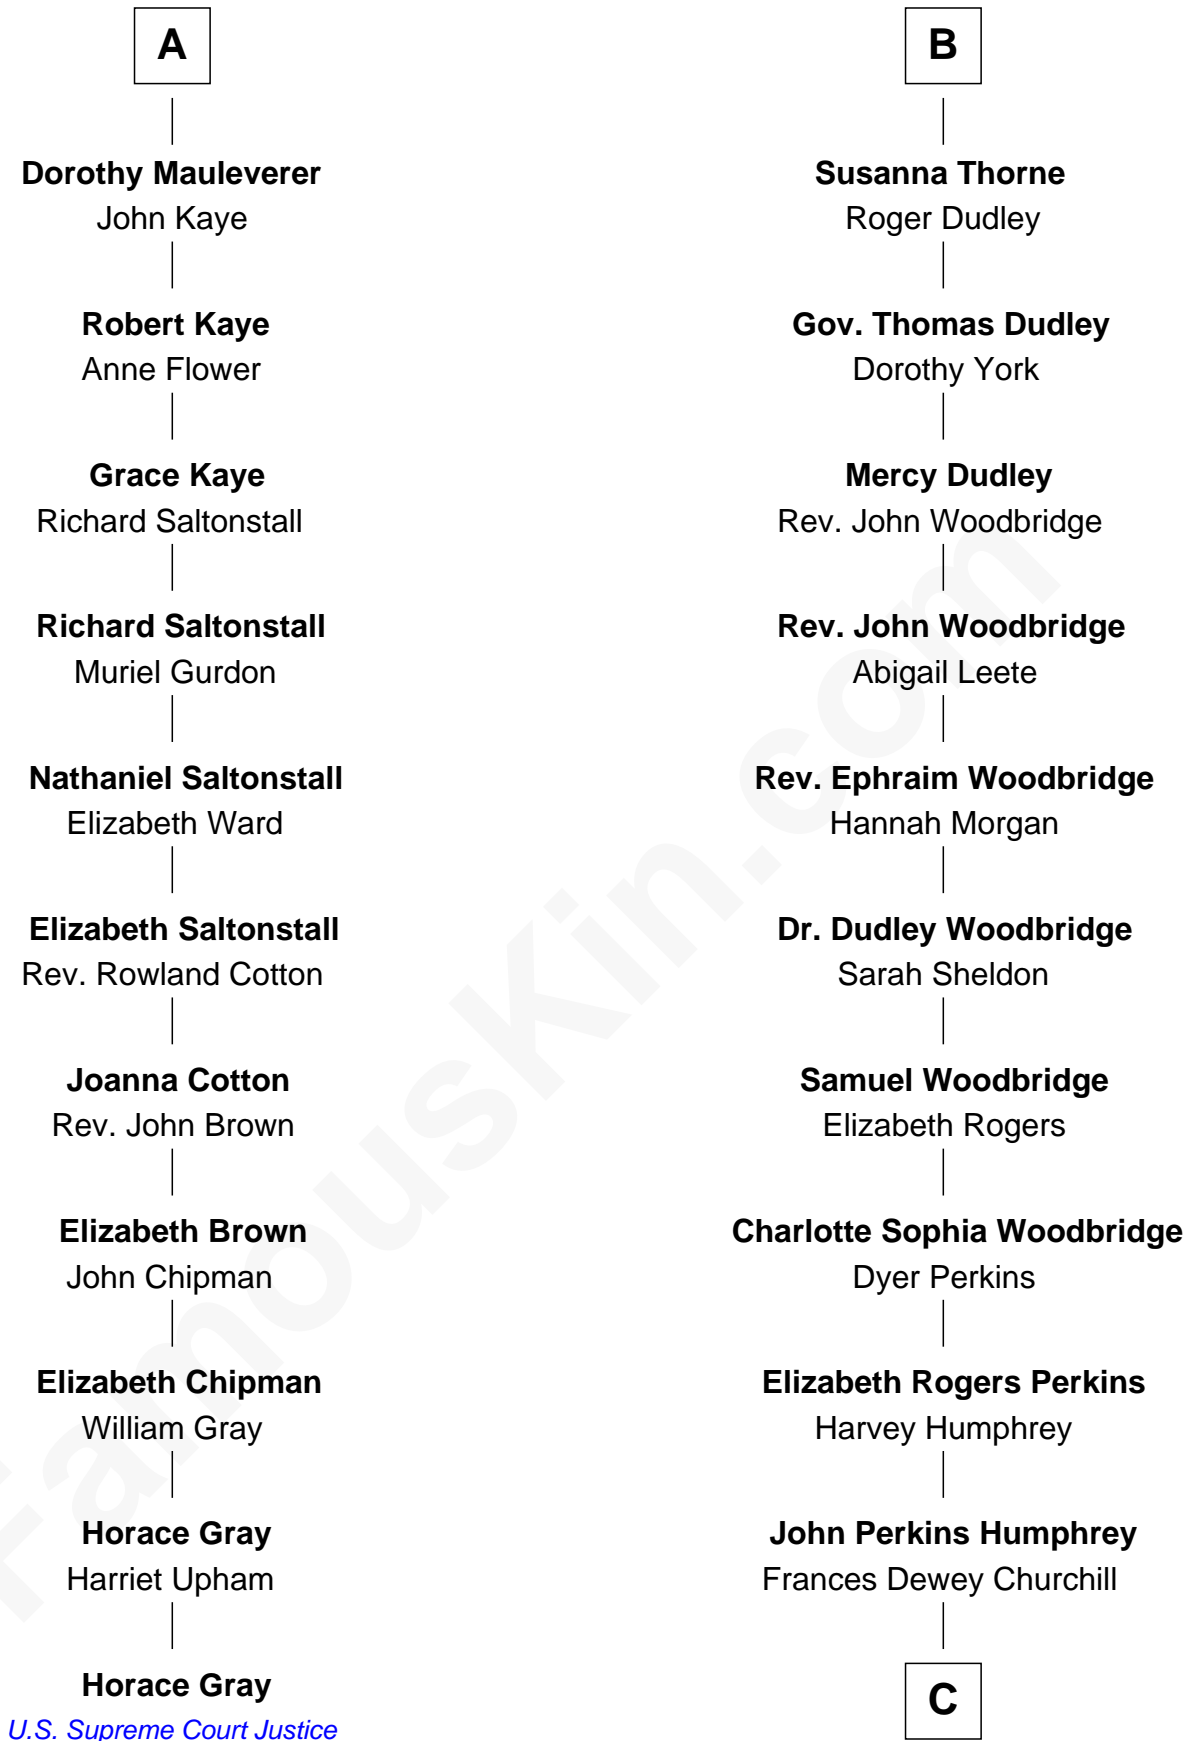 A
Dorothy Mauleverer
John Kaye
Robert Kaye
Anne Flower
Grace Kaye
Richard Saltonstall
Richard Saltonstall
Muriel Gurdon
Nathaniel Saltonstall
Elizabeth Ward
Elizabeth Saltonstall
Rev. Rowland Cotton
Joanna Cotton
Rev. John Brown
Elizabeth Brown
John Chipman
Elizabeth Chipman
William Gray
Horace Gray
Harriet Upham
Horace Gray
U.S. Supreme Court Justice
B
Susanna Thorne
Roger Dudley
Gov. Thomas Dudley
Dorothy York
Mercy Dudley
Rev. John Woodbridge
Rev. John Woodbridge
Abigail Leete
Rev. Ephraim Woodbridge
Hannah Morgan
Dr. Dudley Woodbridge
Sarah Sheldon
Samuel Woodbridge
Elizabeth Rogers
Charlotte Sophia Woodbridge
Dyer Perkins
Elizabeth Rogers Perkins
Harvey Humphrey
John Perkins Humphrey
Frances Dewey Churchill
C
FamousKin.com